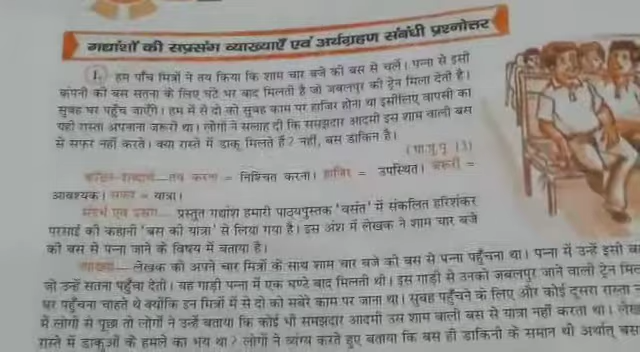 गद्यांशों की सप्रसंग व्याख्याएँ एवं अर्थग्रहण संबंधी प्रश्नोत्तर
1. हम पाँच मित्रों ने तय किया कि शाम चार बजे की बस से चलें। पन्ना से इसी
कंपनी की बस सतना के लिए घंटे भर बाद मिलती है जो जबलपुर की ट्रेन मिला देती है।
सुबह घर पहुँच जाएँगे। हम में से दो को सुबह काम पर हाजिर होना था इसीलिए वापसी का
यही रास्ता अपनाना जरूरी था। लोगों ने सलाह दी कि समझदार आदमी इस शाम वाली बस
से सफर नहीं करते। क्या रास्ते में डाकू मिलते हैं? नहीं, बस डाकिन है।
(पा.पु.पृ. 13)
कठिन-शब्दार्थ—तय करना = निश्चित करना। हाजिर = उपस्थित। जरूरी =
आवश्यक। सफर = यात्रा।
संदर्भ एवं प्रसंग— प्रस्तुत गद्यांश हमारी पाठ्यपुस्तक 'वसंत' में संकलित हरिशंकर
परसाई की कहानी 'बस की यात्रा' से लिया गया है। इस अंश में लेखक ने शाम चार बजे
की बस में पन्ना जाने के विषय में बताया है।
व्याख्या— लेखक को अपने चार मित्रों के साथ शाम चार बजे की बस से पन्ना पहुँचना था। पन्ना में उन्हें इसी
जो उन्हें सतना पहुँचा देती। यह गाड़ी पन्ना में एक घण्टे बाद मिलती थी। इस गाड़ी से उनको जबलपुर जाने वाली ट्रेन
घर पहुँचना चाहते थे क्योंकि इन मित्रों में से दो को सबेरे काम पर जाना था। सुबह पहुँचने के लिए और कोई दूसरा रास्ता
में लोगों से पूछा तो लोगों ने उन्हें बताया कि कोई भी समझदार आदमी उस शाम वाली बस से यात्रा नहीं करता था।
रास्ते में डाकुओं के हमले का भय था? लोगों ने व्यंग्य करते हुए बताया कि बस ही डाकिनी के समान थी अर्थात् बस